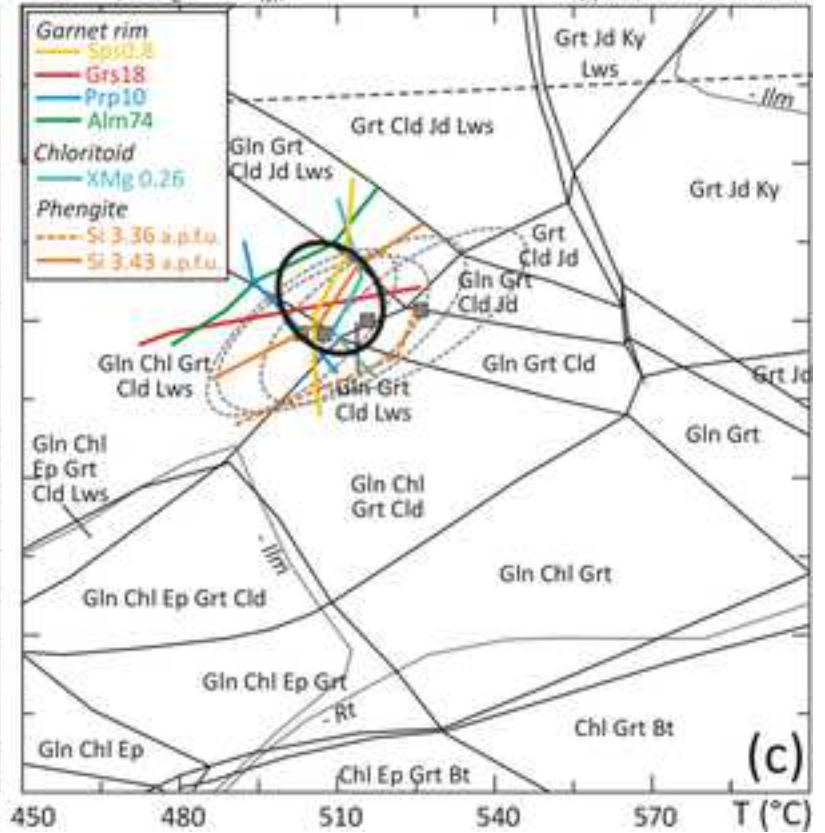 Garnet rim
Sps0.8
Grs18
Prp10
Alm74
Chloritoid
XMg 0.26
Phengite
Si 3.36 a.p.f.u.
Si 3.43 a.p.f.u.
Grt Jd Ky
Lws
- Ilm
Grt Cld Jd Lws
Gln Grt
Cld Jd Lws
Grt Jd Ky
Grt
Cld Jd
Gln Grt
Cld Jd
Gln Chl Grt
Cld Lws
Gln Grt Cld
Grt Jd
Gln Grt
Cld Lws
Gln Grt
Gln Chl
Ep Grt
Cld Lws
Gln Chl
Grt Cld
- Ilm
Gln Chl Grt
Gln Chl Ep Grt Cld
Gln Chl Ep Grt
- Rt
Chl Grt Bt
Gln Chl Ep
Chl Ep Grt Bt
(c)
450 480 510 540 570 T (°C)